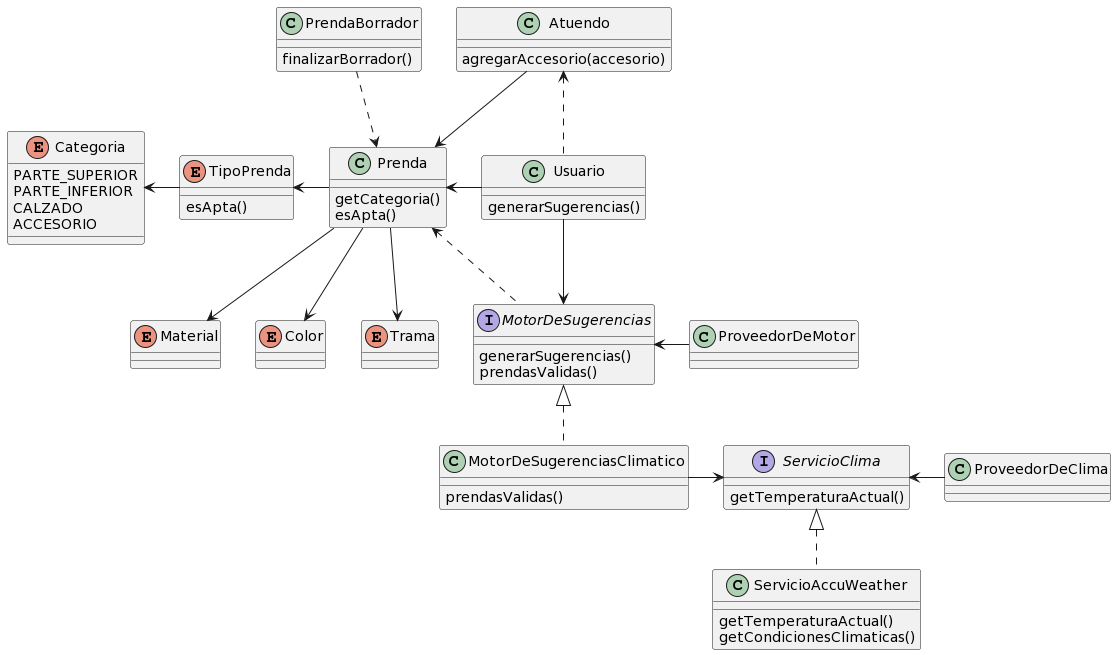 C PrendaBorrador
finalizarBorrador()
C Atuendo
agregarAccesorio(accesorio)
E Categoria
PARTE_SUPERIOR
PARTE_INFERIOR
CALZADO
ACCESORIO
E TipoPrenda
esApta()
C Prenda
getCategoria()
esApta()
C Usuario
generarSugerencias()
E Material
E Color
E Trama
I MotorDeSugerencias
generarSugerencias()
prendasValidas()
C ProveedorDeMotor
C MotorDeSugerenciasClimatico
prendasValidas()
I ServicioClima
getTemperaturaActual()
C ProveedorDeClima
C ServicioAccuWeather
getTemperaturaActual()
getCondicionesClimaticas()